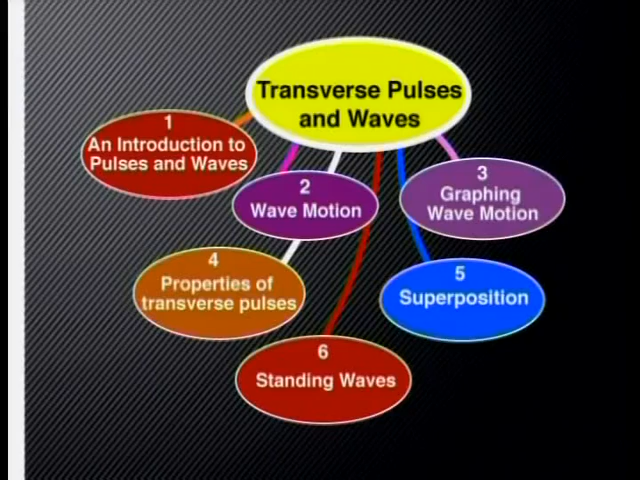 Transverse Pulses
and Waves
1
An Introduction to
Pulses and Waves
2
Wave Motion
3
Graphing
Wave Motion
4
Properties of
transverse pulses
5
Superposition
6
Standing Waves